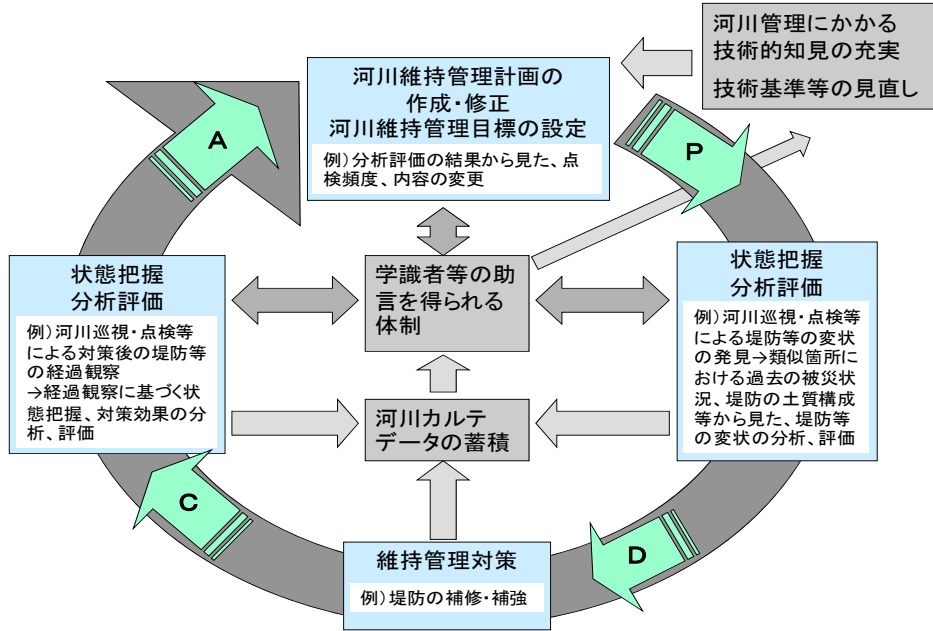 河川管理にかかる
技術的知見の充実
技術基準等の見直し
河川維持管理計画の
作成・修正
河川維持管理目標の設定
例）分析評価の結果から見た、点
検頻度、内容の変更
A
P
状態把握
分析評価
例）河川巡視・点検等
による対策後の堤防等
の経過観察
→経過観察に基づく状
態把握、対策効果の分
析、評価
学識者等の助
言を得られる
体制
状態把握
分析評価
例）河川巡視・点検等
による堤防等の変状
の発見→類似箇所に
おける過去の被災状
況、堤防の土質構成
等から見た、堤防等
の変状の分析、評価
河川カルテ
データの蓄積
C
D
維持管理対策
例）堤防の補修・補強